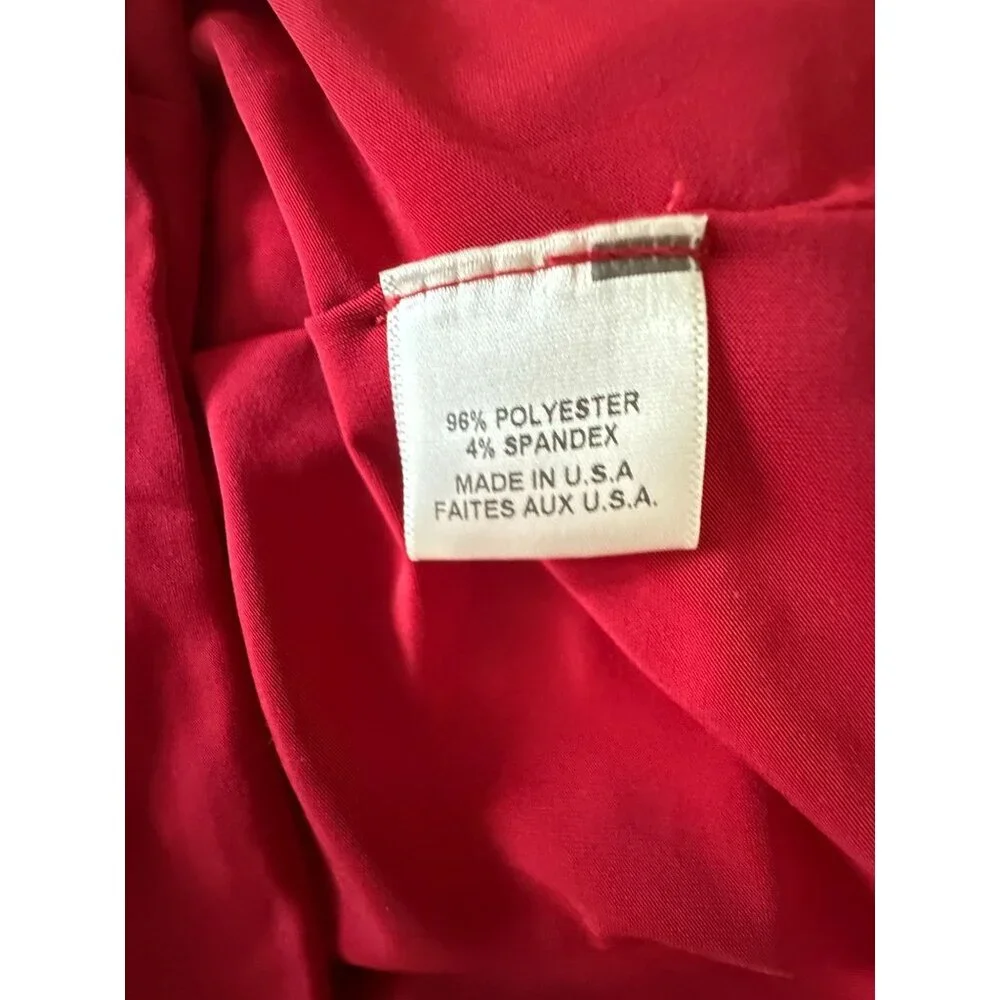 96% POLYESTER
4% SPANDEX
MADE IN U.S.A
FAITES AUX U.S.A.